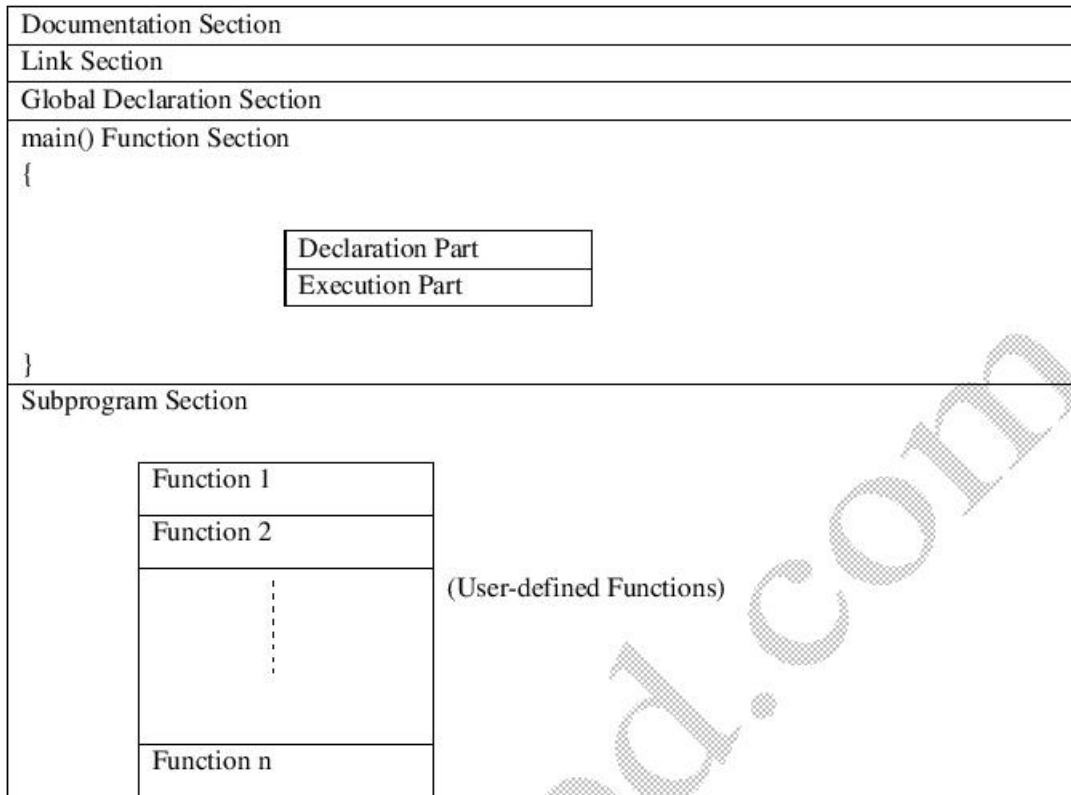 Documentation Section
Link Section
Global Declaration Section
main() Function Section
{
Declaration Part
Execution Part
}
Subprogram Section
Function 1
Function 2
(User-defined Functions)
Function n